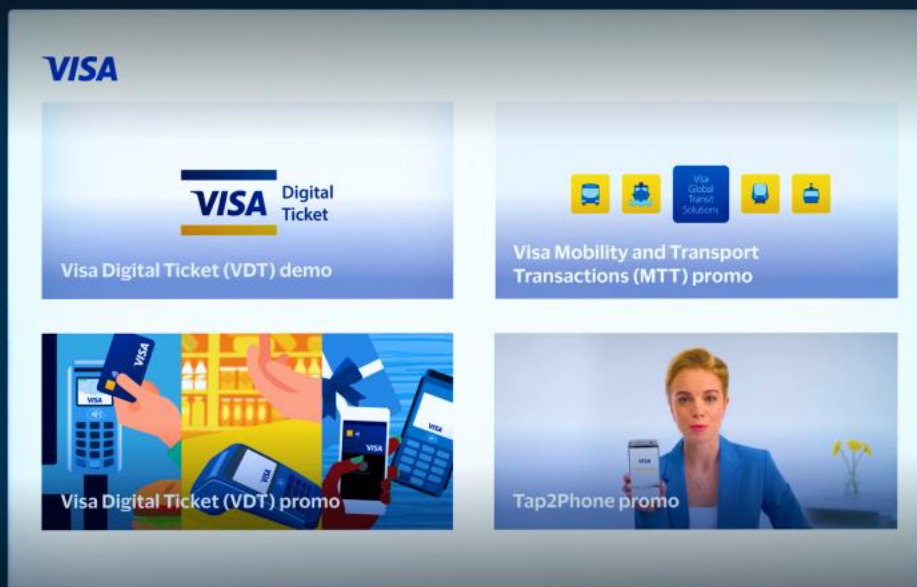 VISA
VISA
Digital
Ticket
Visa Digital Ticket (VDT) demo
Visa
Global
Transit
Solutions
Visa Mobility and Transport
Transactions (MTT) promo
VISA
VISA
VISA
VISA
VISA
Visa Digital Ticket (VDT) promo
VISA
Tap2Phone promo